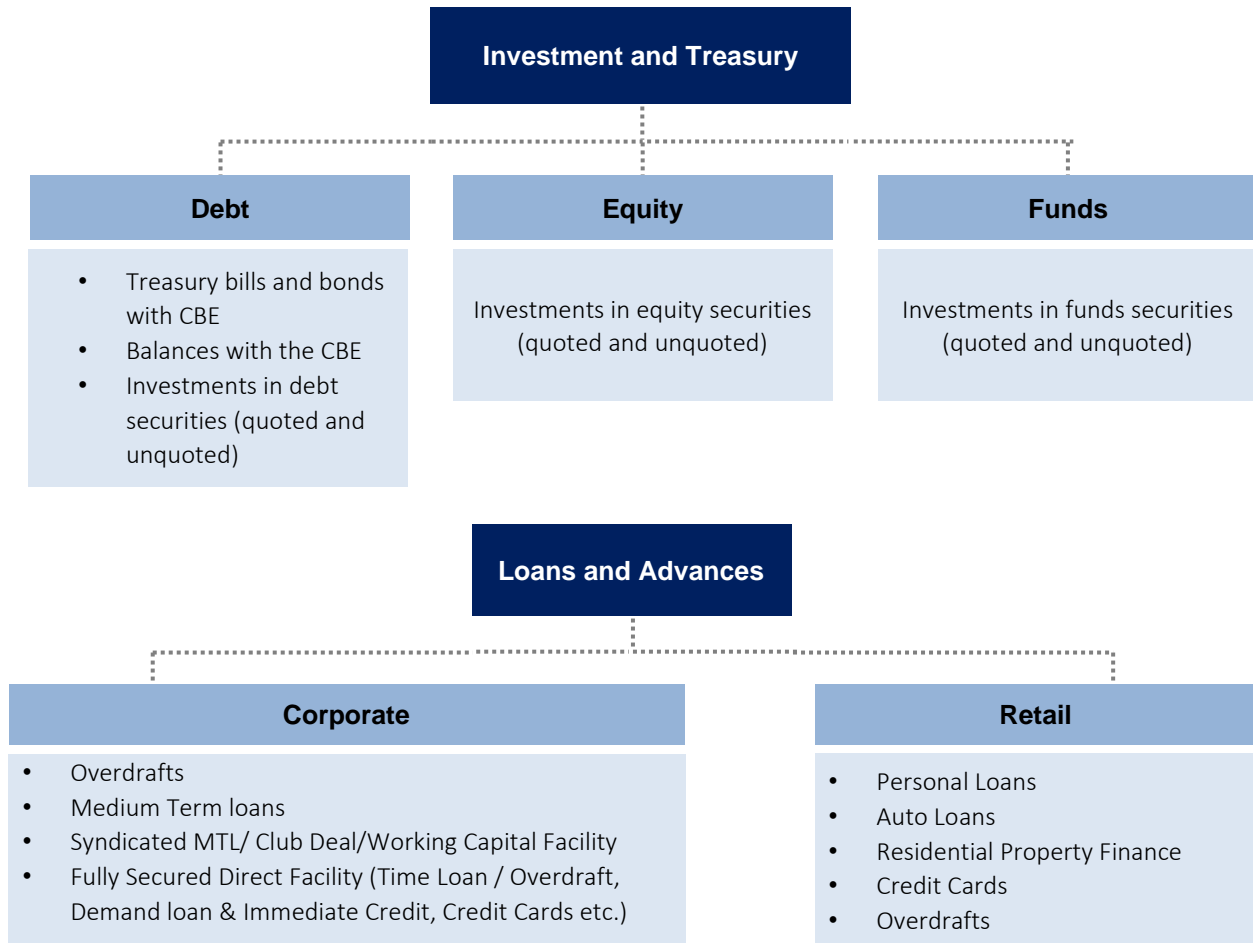 Investment and Treasury
Debt
• Treasury bills and bonds
with CBE
• Balances with the CBE
• Investments in debt
securities (quoted and
unquoted)
Equity
Investments in equity securities
(quoted and unquoted)
Funds
Investments in funds securities
(quoted and unquoted)
Loans and Advances
Corporate
• Overdrafts
• Medium Term loans
• Syndicated MTL/ Club Deal/Working Capital Facility
• Fully Secured Direct Facility (Time Loan / Overdraft,
Demand loan & Immediate Credit, Credit Cards etc.)
Retail
• Personal Loans
• Auto Loans
• Residential Property Finance
• Credit Cards
• Overdrafts